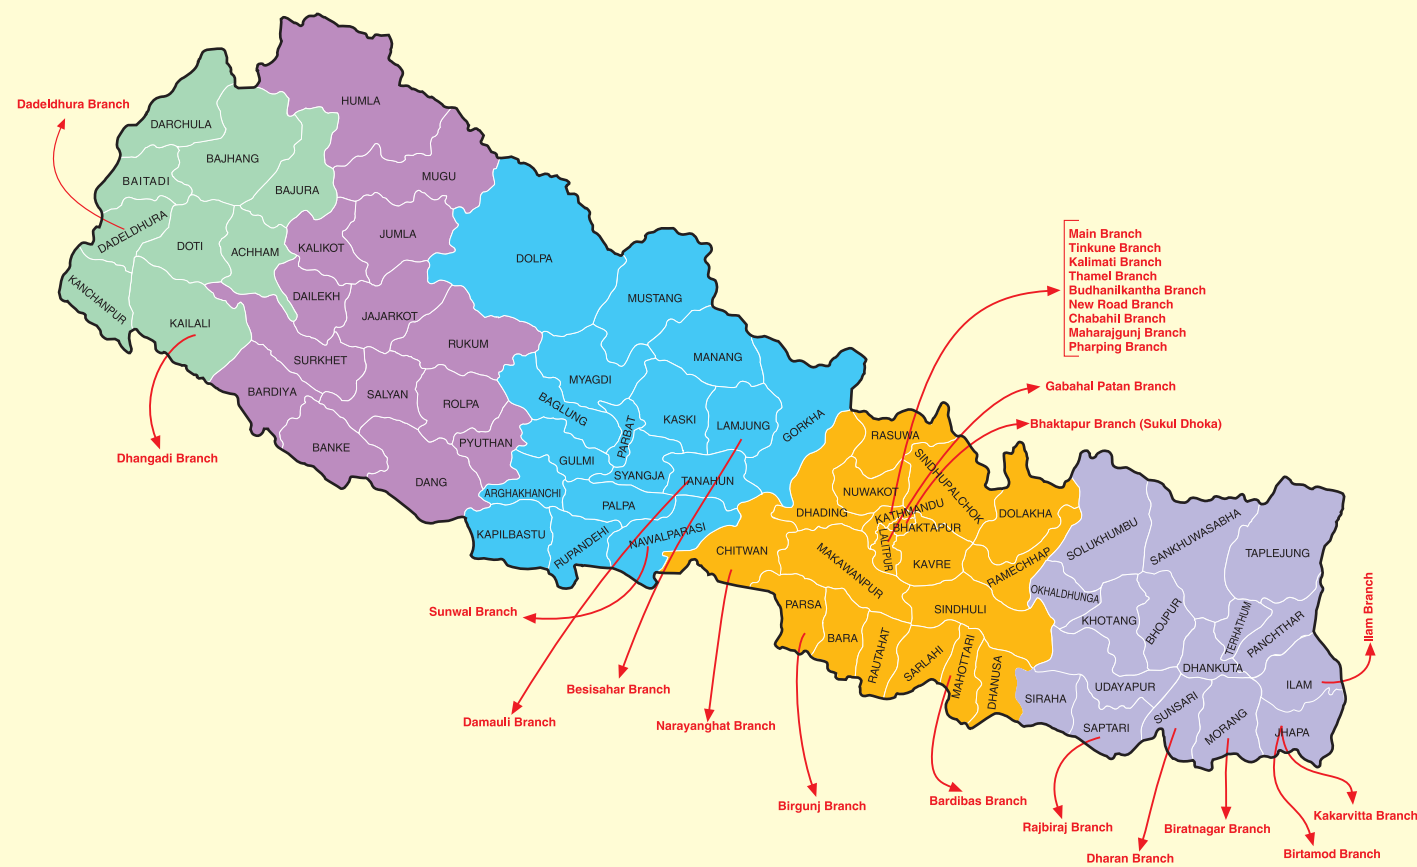 HUMLA
Dadeldhura Branch
DARCHULA
BAJHANG
MUGU
BAITADI
BAJURA
DADELDHURA
DOTI
ACHHAM
KALIKOT
JUMLA
DOLPA
Main Branch
Tinkune Branch
Kalimati Branch
Thamel Branch
Budhanilkantha Branch
New Road Branch
Chabahil Branch
Maharajgunj Branch
Pharping Branch
KANCHANPUR
DAILEKH
MUSTANG
KAILALI
JAJARKOT
RUKUM
SURKHET
MANANG
BARDIYA
SALYAN
MYAGDI
Gabahal Patan Branch
ROLPA
BAGLUNG
PARBAT
KASKI
LAMJUNG
GORKHA
Bhaktapur Branch (Sukul Dhoka)
RASUWA
BANKE
PYUTHAN
Dhangadi Branch
GULMI
SYANGJA
TANAHUN
SINDHUPALCHOK
DANG
ARGHAKHANCHI
NUWAKOT
PALPA
DHADING
KATHMANDU
DOLAKHA
BHAKTAPUR
KAPILBASTU
RUPANDEHI
NAWALPARASI
CHITWAN
LALITPUR
SOLUKHUMBU
SANKHUWASABHA
TAPLEJUNG
MAKAWANPUR
KAVRE
RAMECHHAP
OKHALDHUNGA
Sunwal Branch
PARSA
SINDHULI
KHOTANG
BHOJPUR
TERHATHUM
PANCHTHAR
Ilam Branch
BARA
RAUTAHAT
SARLAHI
MAHOTTARI
DHANUSA
DHANKUTA
Besisahar Branch
SIRAHA
UDAYAPUR
ILAM
Damauli Branch
Narayanghat Branch
SAPTARI
SUNSARI
MORANG
JHAPA
Birgunj Branch
Bardibas Branch
Rajbiraj Branch
Biratnagar Branch
Kakarvitta Branch
Dharan Branch
Birtamod Branch